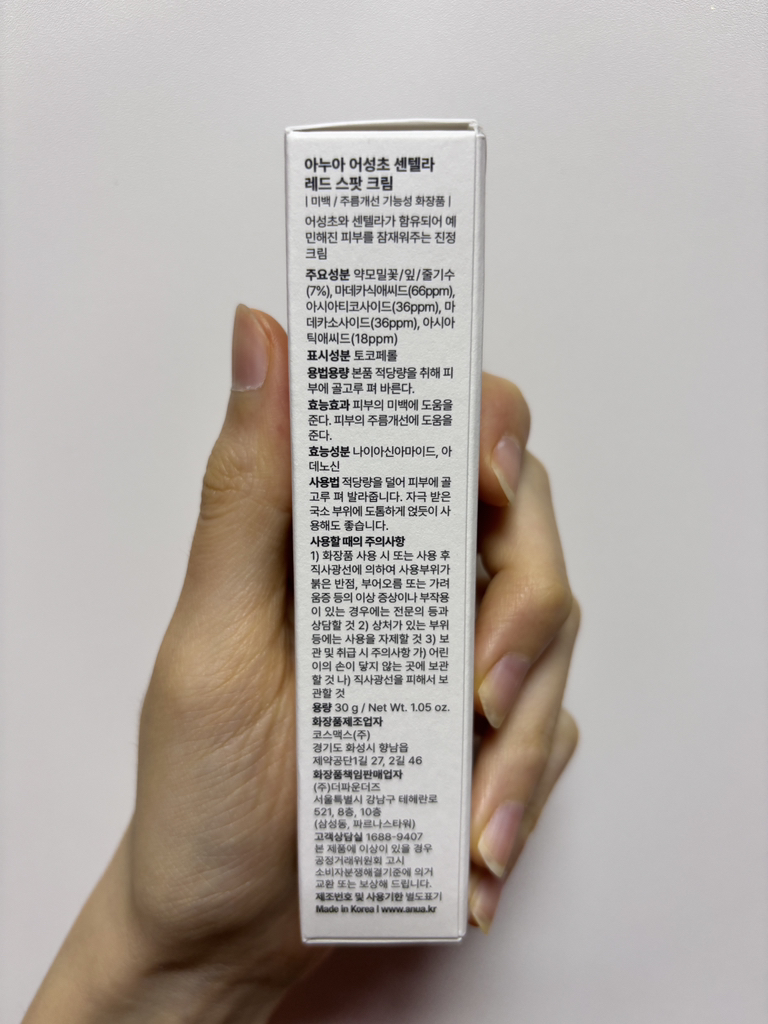 아누아 어성초 센텔라
레드 스팟 크림
| 미백 / 주름개선 기능성 화장품 |
어성초와 센텔라가 함유되어 예
민해진 피부를 잠재워주는 진정
크림
주요성분 약모밀꽃/잎/줄기수
(7%), 마데카식애씨드(66ppm),
아시아티코사이드(36ppm), 마
데카소사이드(36ppm), 아시아
틱애씨드(18ppm)
표시성분 토코페롤
용법용량 본품 적당량을 취해 피
부에 골고루 펴 바른다.
효능효과 피부의 미백에 도움을
준다. 피부의 주름개선에 도움을
준다.
효능성분 나이아신아마이드, 아
데노신
사용법 적당량을 덜어 피부에 골
고루 펴 발라줍니다. 자극 받은
국소 부위에 도톰하게 얹듯이 사
용해도 좋습니다.
사용할 때의 주의사항
1) 화장품 사용 시 또는 사용 후
직사광선에 의하여 사용부위가
붉은 반점, 부어오름 또는 가려
움증 등의 이상 증상이나 부작용
이 있는 경우에는 전문의 등과
상담할 것 2) 상처가 있는 부위
등에는 사용을 자제할 것 3) 보
관 및 취급 시 주의사항 가) 어린
이의 손이 닿지 않는 곳에 보관
할 것 나) 직사광선을 피해서 보
관할 것
용량 30 g / Net Wt. 1.05 oz.
화장품제조업자
코스맥스(주)
경기도 화성시 향남읍
제약공단1길 27, 2길 46
화장품책임판매업자
(주)더파운더즈
서울특별시 강남구 테헤란로
521, 8층, 10층
(삼성동, 파르나스타워)
고객상담실 1688-9407
본 제품에 이상이 있을 경우
공정거래위원회 고시
소비자분쟁해결기준에 의거
교환 또는 보상해 드립니다.
제조번호 및 사용기한 별도표기
Made in Korea l www.anua.kr